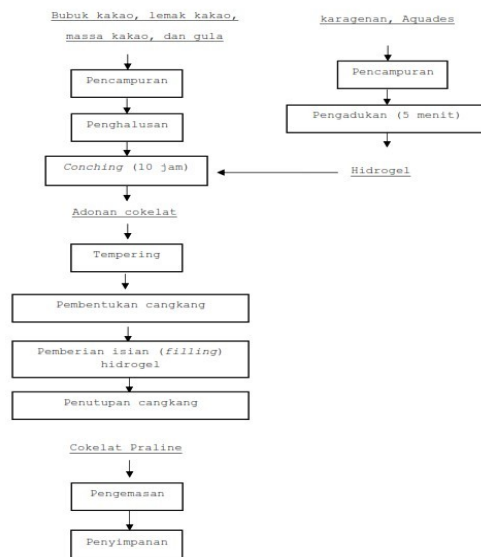 Bubuk kakao, lemak kakao,
massa kakao, dan gula
Pencampuran
Penghalusan
Conching (10 jam)
Adonan cokelat
Tempering
Pembentukan cangkang
Pemberian isian (filling)
hidrogel
Penutupan cangkang
Cokelat Praline
Pengemasan
Penyimpanan
karagenan, Aquades
Pencampuran
Pengadukan (5 menit)
Hidrogel